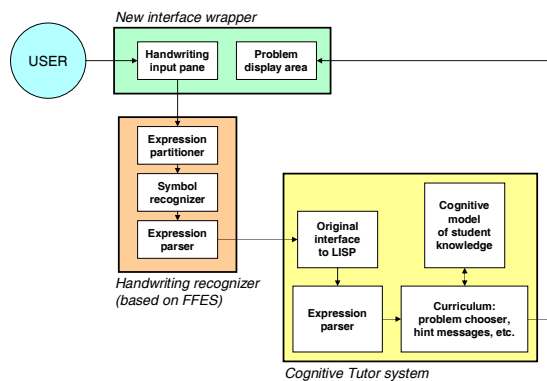 New interface wrapper
USER
Handwriting
input pane
Problem
display area
Expression
partitioner
Symbol
recognizer
Expression
parser
Handwriting recognizer
(based on FFES)
Original
interface
to LISP
Cognitive
model
of student
knowledge
Expression
parser
Curriculum:
problem chooser,
hint messages, etc.
Cognitive Tutor system